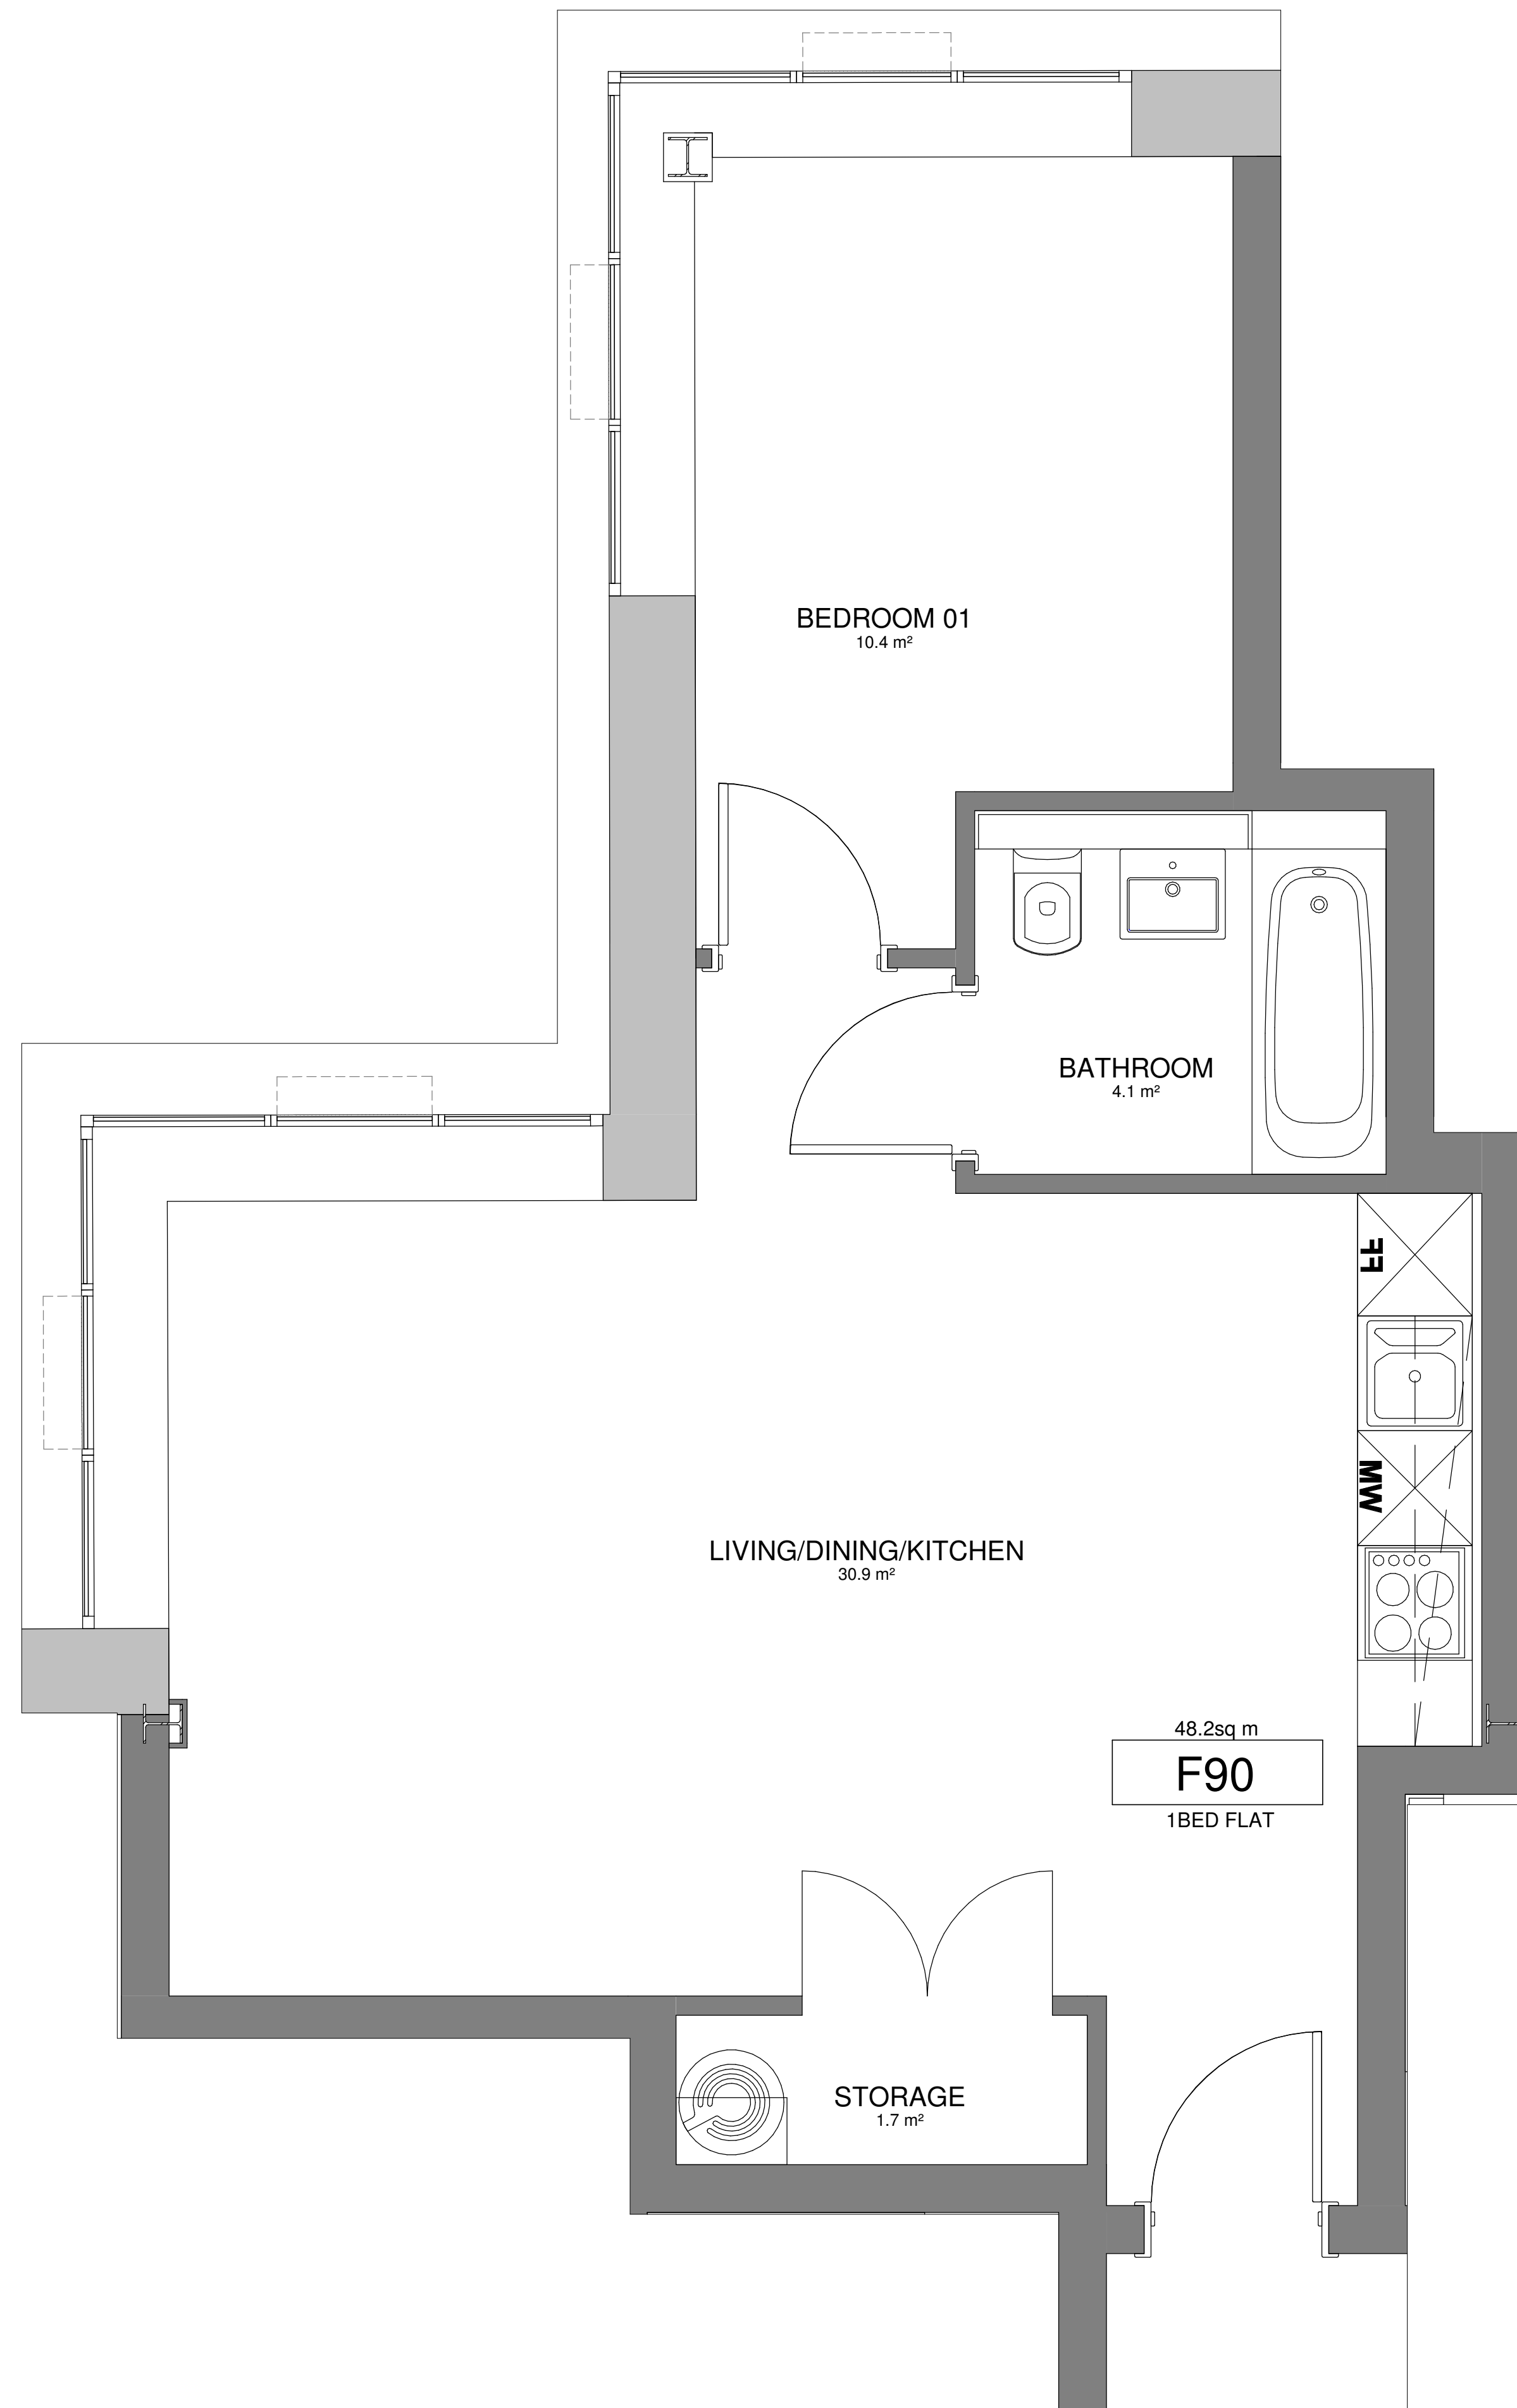 BEDROOM 01
10.4 m²
BATHROOM
4.1 m²
FF
MW
LIVING/DINING/KITCHEN
30.9 m²
48.2sq m
F90
1BED FLAT
STORAGE
1.7 m²